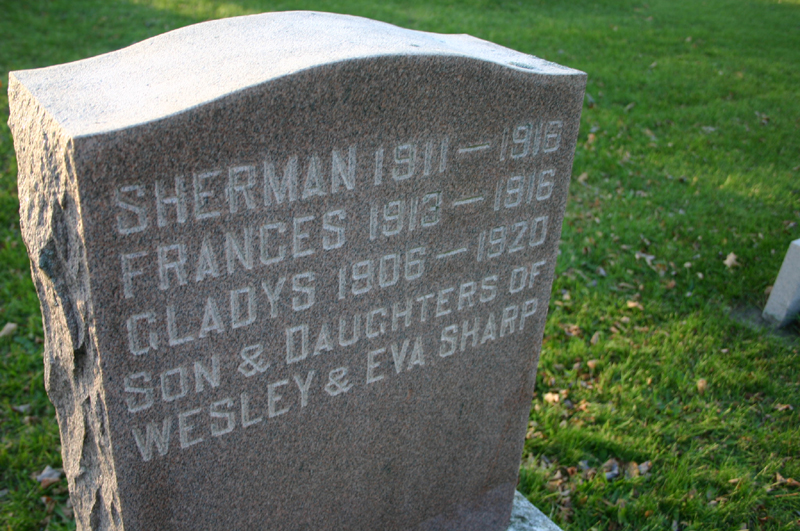 SHERMAN 1911 — 1916
FRANCES 1913 — 1916
GLADYS 1906 — 1920
SON & DAUGHTERS OF
WESLEY & EVA SHARP